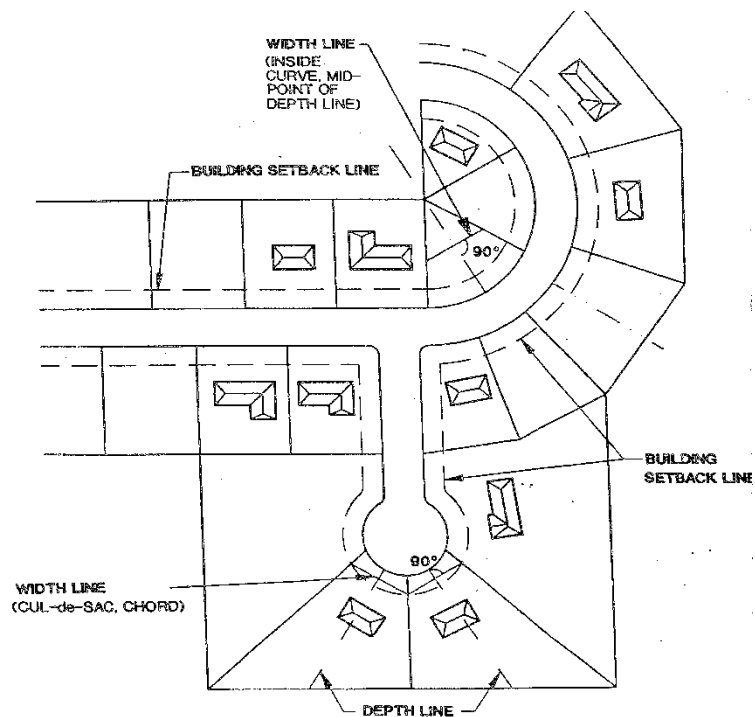 WIDTH LINE
(INSIDE
CURVE, MID-
POINT OF
DEPTH LINE)
BUILDING SETBACK LINE
90°
BUILDING
SETBACK LINE
90°
WIDTH LINE
(CUL-de-SAC, CHORD)
DEPTH LINE